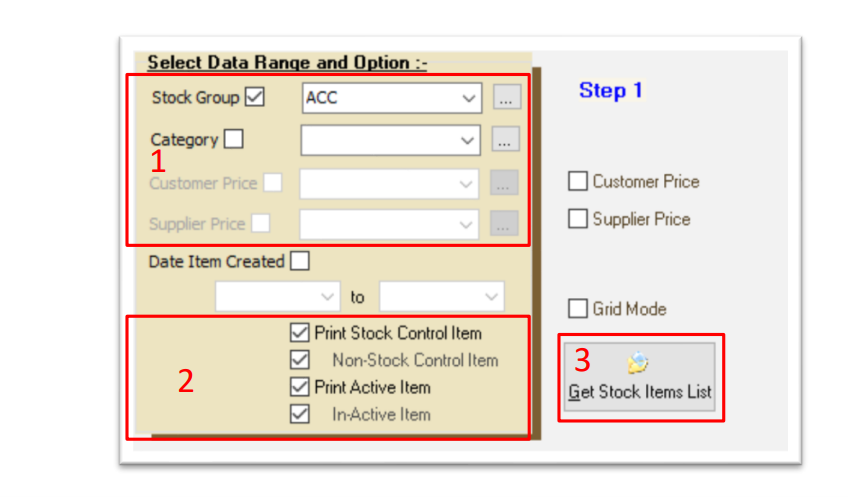 Select Data Range and Option :-
Stock Group
ACC
...
Step 1
Category
...
1
Customer Price
...
Customer Price
Supplier Price
...
Supplier Price
Date Item Created
to
Grid Mode
Print Stock Control Item
Non-Stock Control Item
2
Print Active Item
In-Active Item
3
Get Stock Items List